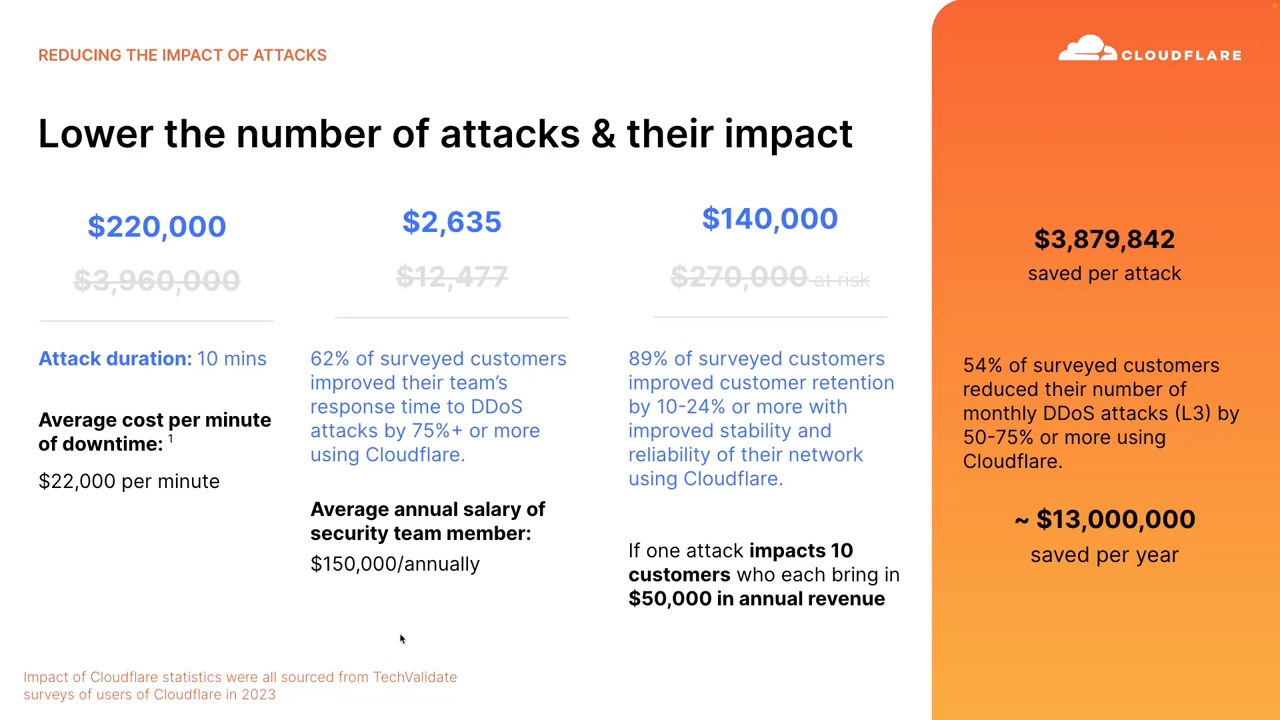 REDUCING THE IMPACT OF ATTACKS
CLOUDFLARE
Lower the number of attacks & their impact
$220,000
$3,960,000
Attack duration: 10 mins
Average cost per minute
of downtime: 1
$22,000 per minute
$2,635
$12,477
62% of surveyed customers
improved their team's
response time to DDoS
attacks by 75%+ or more
using Cloudflare.
Average annual salary of
security team member:
$150,000/annually
$140,000
$270,000 at risk
89% of surveyed customers
improved customer retention
by 10-24% or more with
improved stability and
reliability of their network
using Cloudflare.
If one attack impacts 10
customers who each bring in
$50,000 in annual revenue
$3,879,842
saved per attack
54% of surveyed customers
reduced their number of
monthly DDoS attacks (L3) by
50-75% or more using
Cloudflare.
~ $13,000,000
saved per year
Impact of Cloudflare statistics were all sourced from TechValidate
surveys of users of Cloudflare in 2023